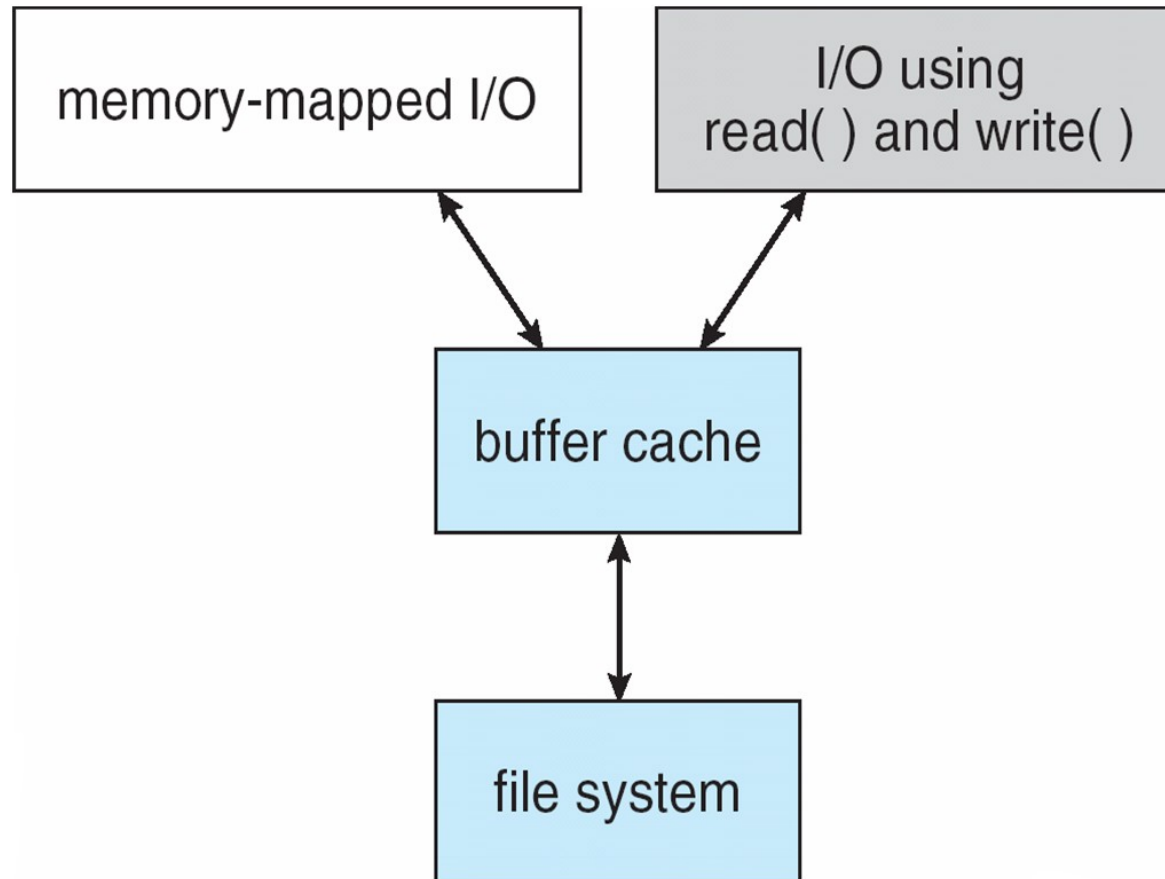 memory-mapped I/O
I/O using
read( ) and write( )
buffer cache
file system